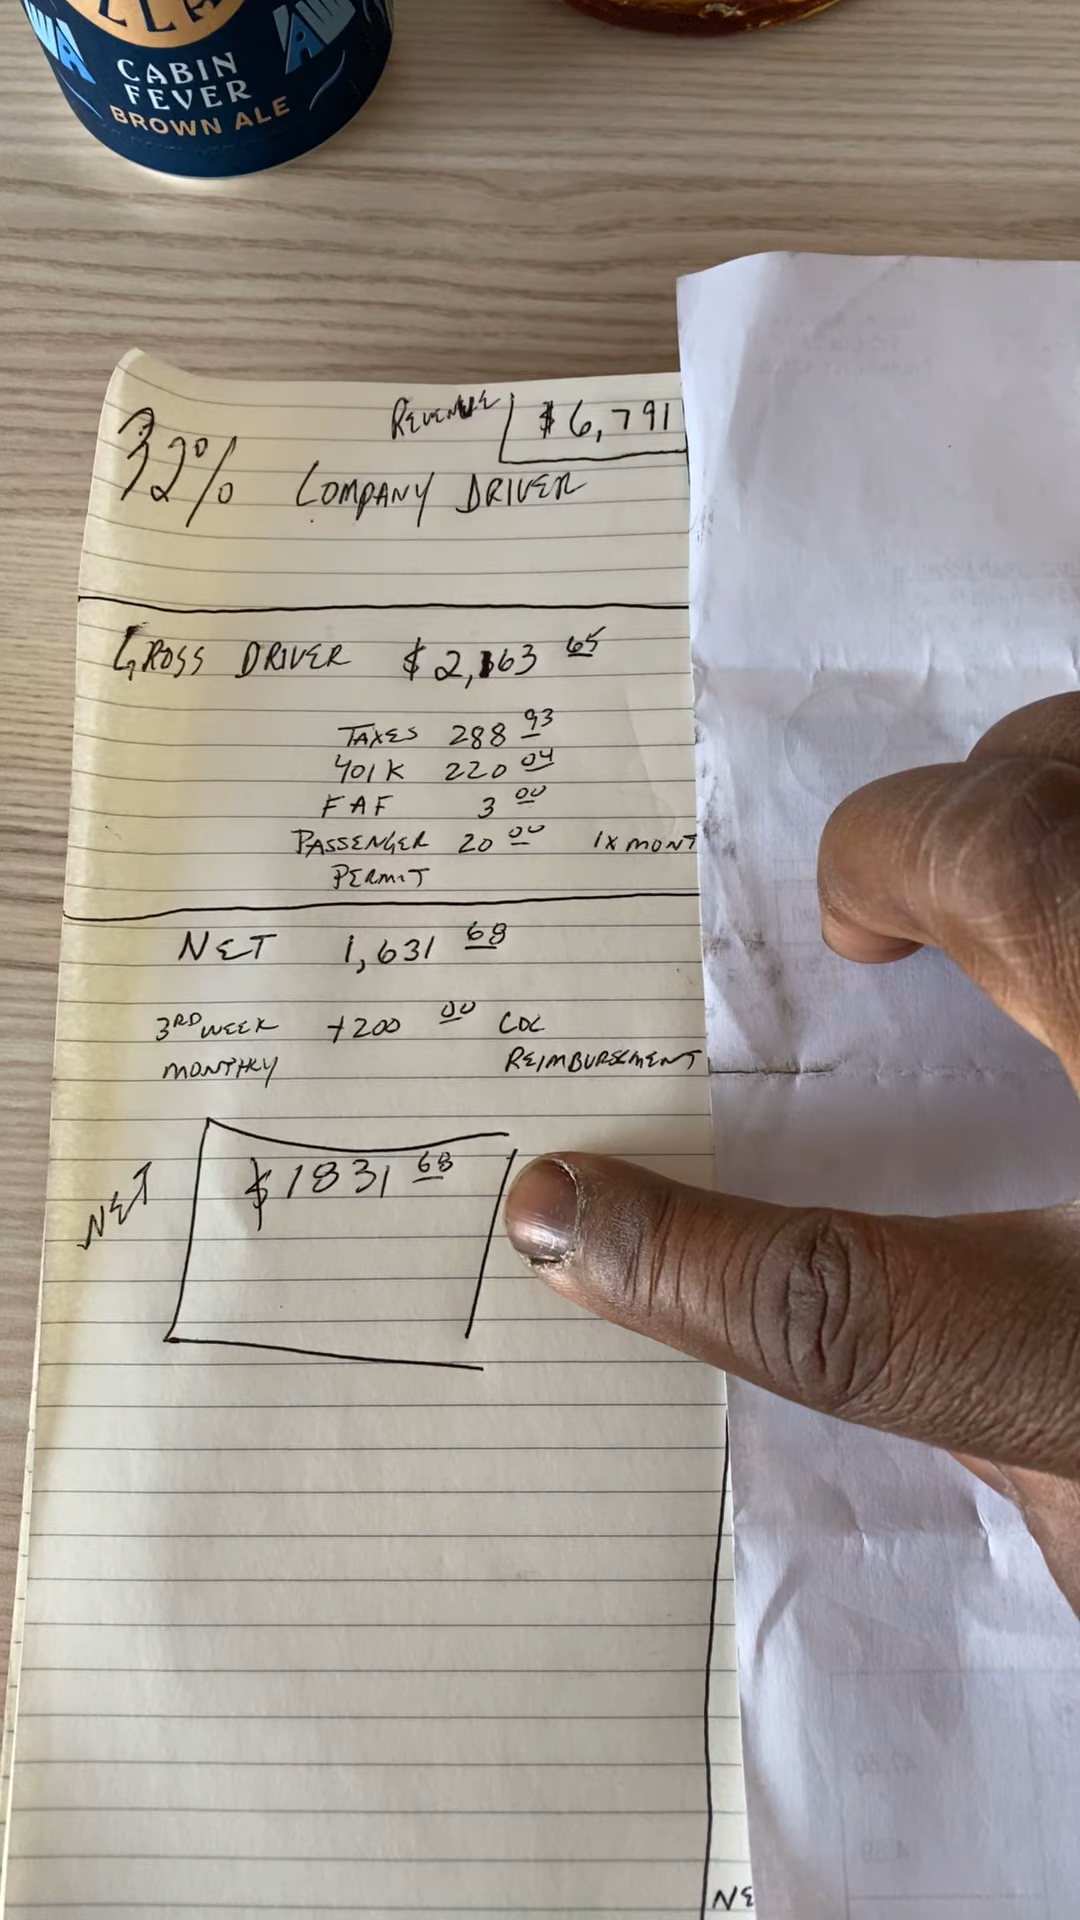 CABIN
FEVER
BROWN ALE
REVENUE $6,791
32% COMPANY DRIVER
GROSS DRIVER $2,163 65
TAXES 288 93
401K 220 04
FAF 3 00
PASSENGER 20 00 1X MONT
PERMIT
NET 1,631 68
3RD WEEK +200 00 CDL
MONTHLY REIMBURSEMENT
NET $1831 68
NE